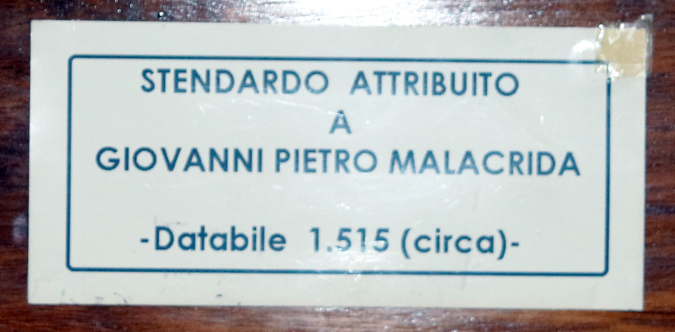 STENDARDO ATTRIBUITO
A
GIOVANNI PIETRO MALACRIDA
-Databile 1.515 (circa)-